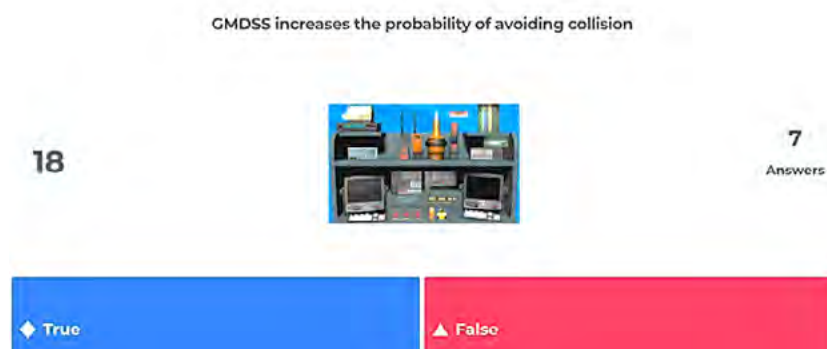 GMDSS increases the probability of avoiding collision
18
7
Answers
True
False